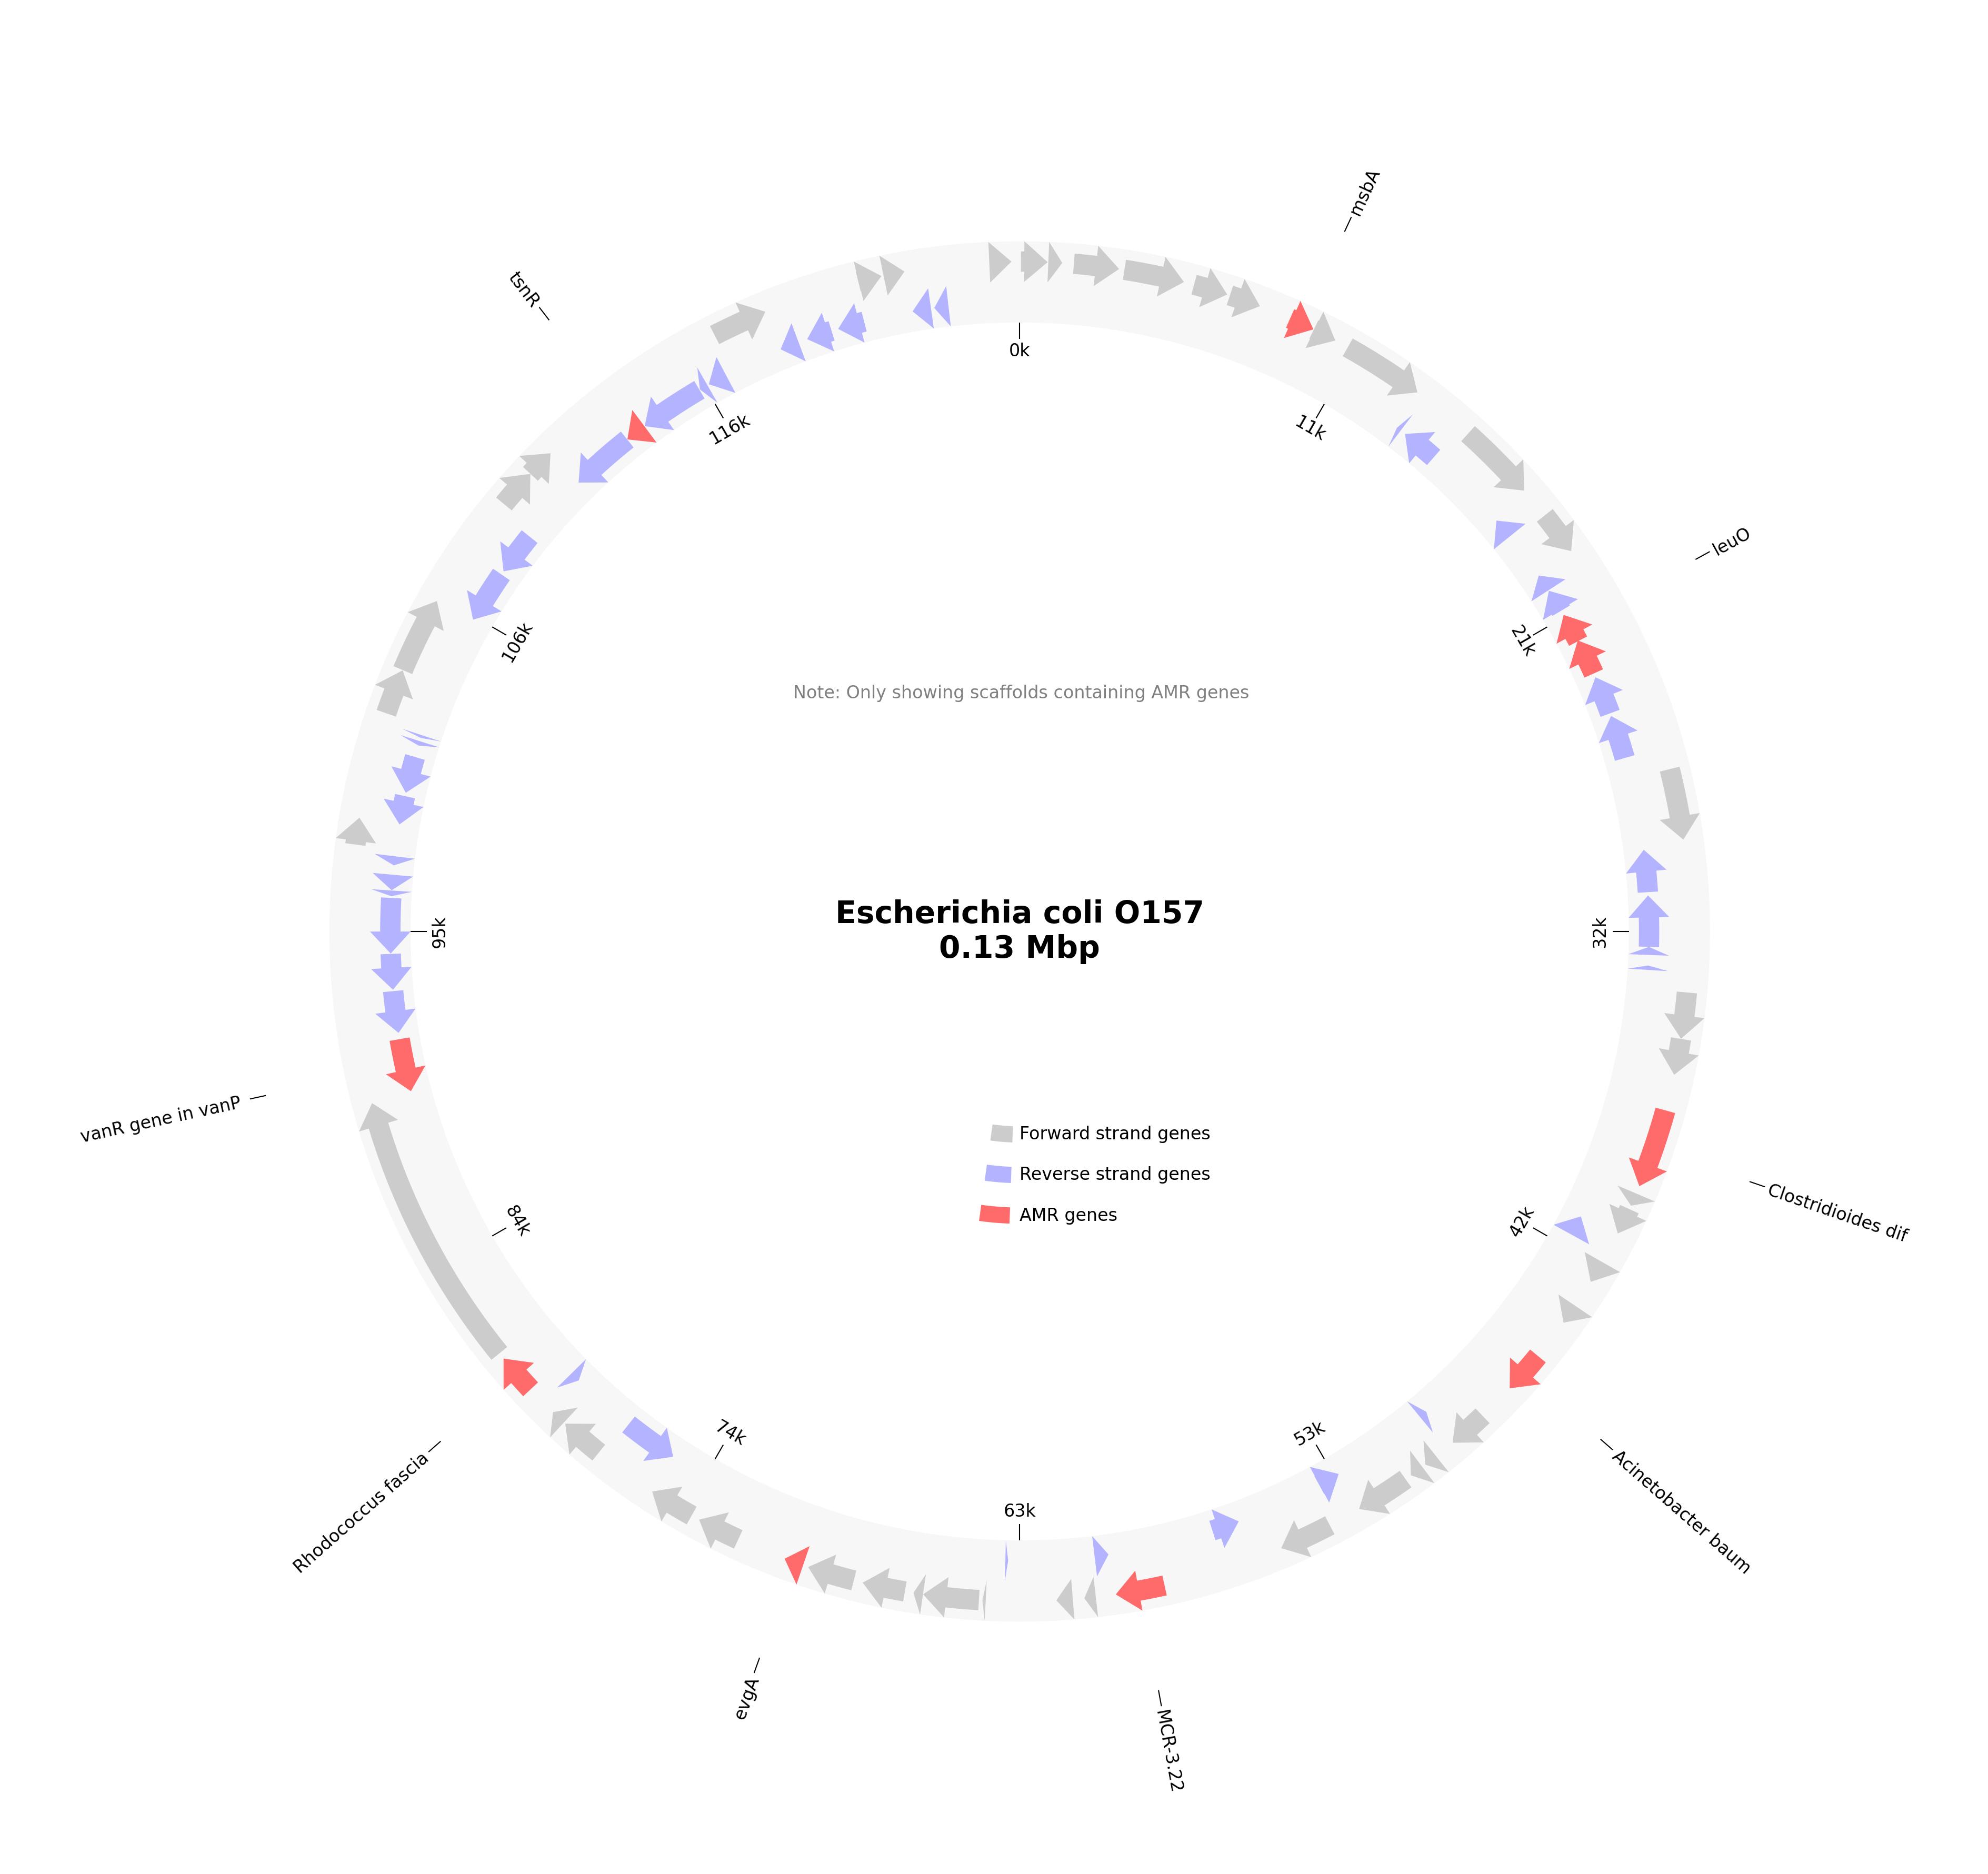 msbA
tsnR
0k
116k
11k
leuO
106k
21k
Note: Only showing scaffolds containing AMR genes
Escherichia coli O157
0.13 Mbp
95k
32k
vanR gene in vanP
Forward strand genes
Reverse strand genes
AMR genes
Clostridioides dif
84k
42k
74k
53k
Rhodococcus fascia
Acinetobacter baum
63k
evgA
MCR-3.22